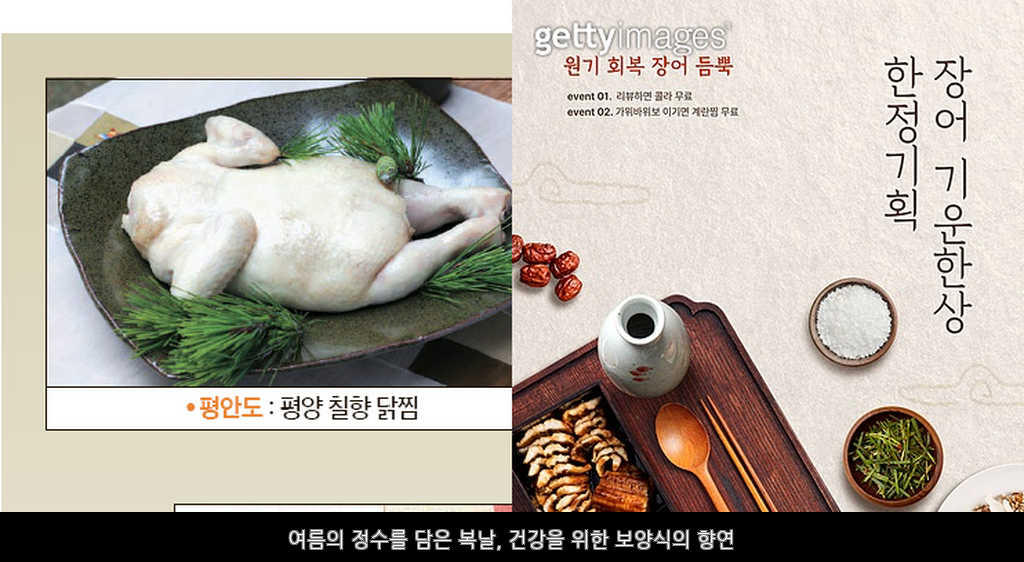 • 평안도 : 평양 칠향 닭찜
gettyimages
원기 회복 장어 듬뿍
event 01. 리뷰하면 콜라 무료
event 02. 가위바위보 이기면 계란찜 무료
장어 기운한상
한정기획
여름의 정수를 담은 복날, 건강을 위한 보양식의 향연